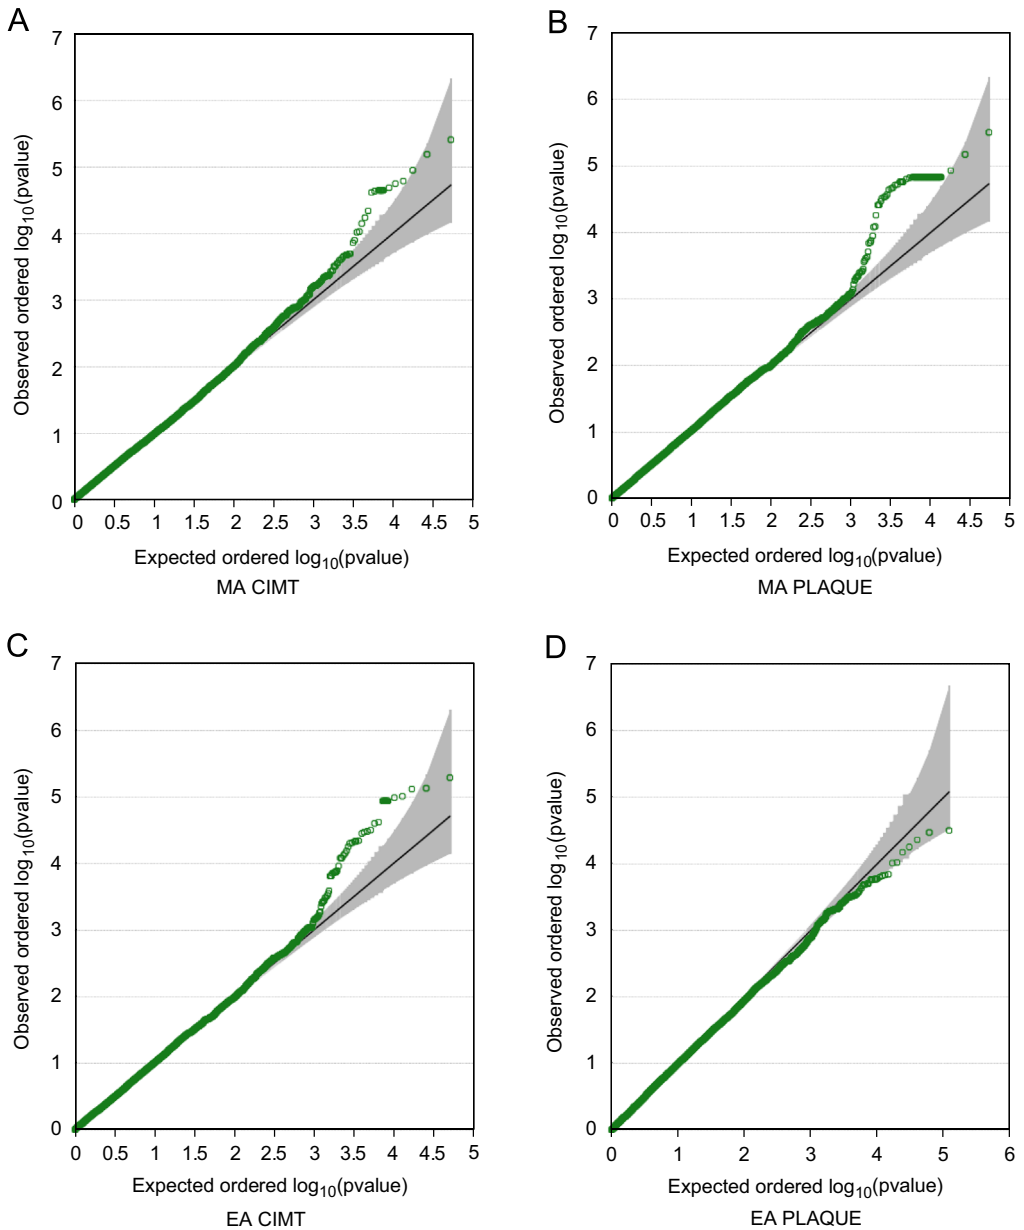 A
7
6
5
4
3
2
1
0
Observed ordered log10(pvalue)
0 0.5 1 1.5 2 2.5 3 3.5 4 4.5 5
Expected ordered log10(pvalue)
MA CIMT
B
7
6
5
4
3
2
1
0
Observed ordered log10(pvalue)
0 0.5 1 1.5 2 2.5 3 3.5 4 4.5 5
Expected ordered log10(pvalue)
MA PLAQUE
C
7
6
5
4
3
2
1
0
Observed ordered log10(pvalue)
0 0.5 1 1.5 2 2.5 3 3.5 4 4.5 5
Expected ordered log10(pvalue)
EA CIMT
D
7
6
5
4
3
2
1
0
Observed ordered log10(pvalue)
0 1 2 3 4 5 6
Expected ordered log10(pvalue)
EA PLAQUE